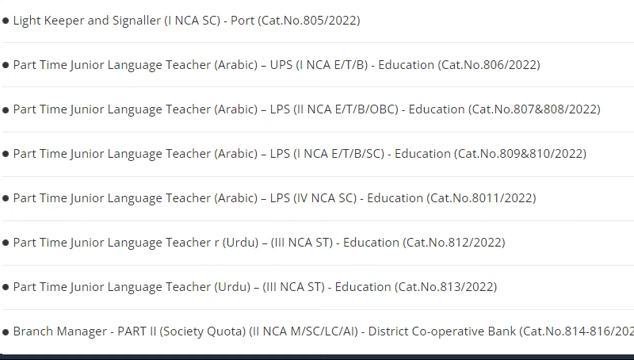 Light Keeper and Signaller (I NCA SC) - Port (Cat.No.805/2022)
Part Time Junior Language Teacher (Arabic) – UPS (I NCA E/T/B) - Education (Cat.No.806/2022)
Part Time Junior Language Teacher (Arabic) – LPS (II NCA E/T/B/OBC) - Education (Cat.No.807&808/2022)
Part Time Junior Language Teacher (Arabic) – LPS (I NCA E/T/B/SC) - Education (Cat.No.809&810/2022)
Part Time Junior Language Teacher (Arabic) – LPS (IV NCA SC) - Education (Cat.No.8011/2022)
Part Time Junior Language Teacher r (Urdu) – (III NCA ST) - Education (Cat.No.812/2022)
Part Time Junior Language Teacher (Urdu) – (III NCA ST) - Education (Cat.No.813/2022)
Branch Manager - PART II (Society Quota) (II NCA M/SC/LC/AI) - District Co-operative Bank (Cat.No.814-816/202